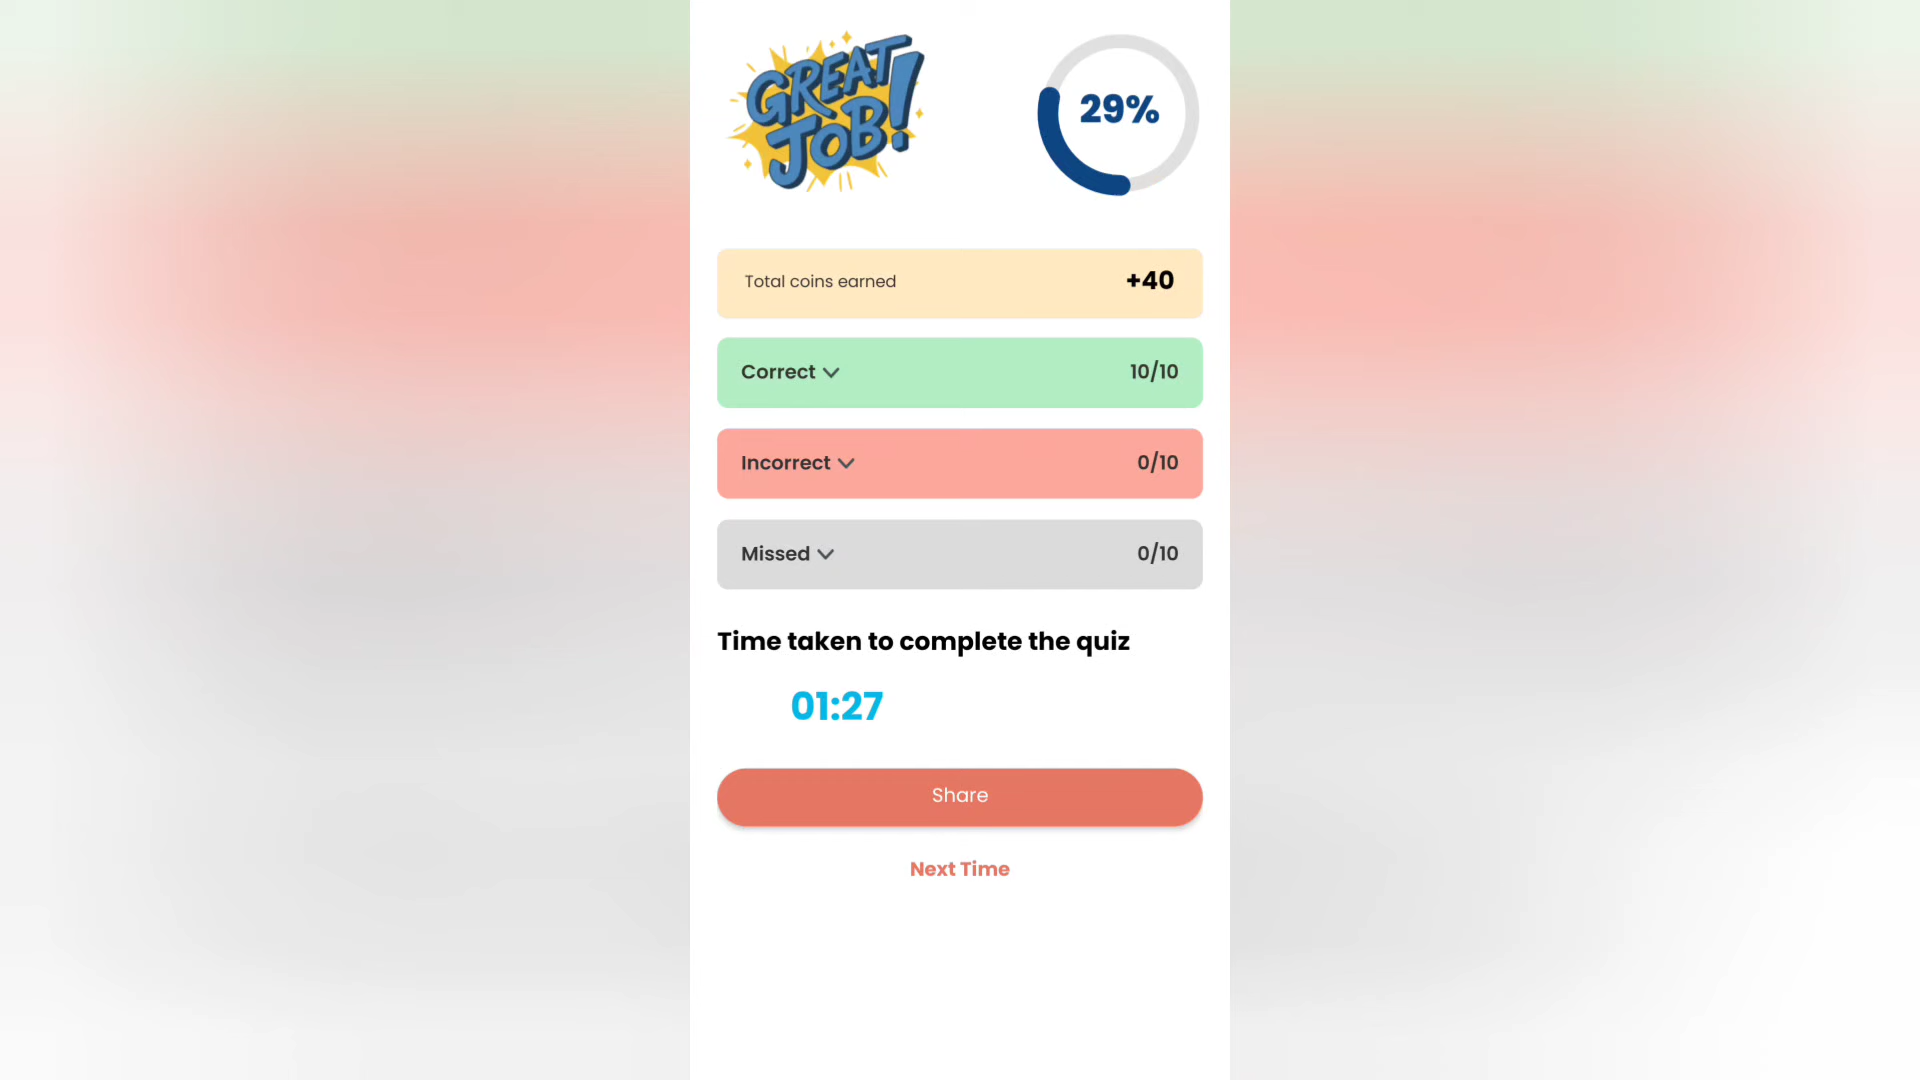 GREAT
JOB!
29%
Total coins earned +40
Correct 10/10
Incorrect 0/10
Missed 0/10
Time taken to complete the quiz
01:27
Share
Next Time